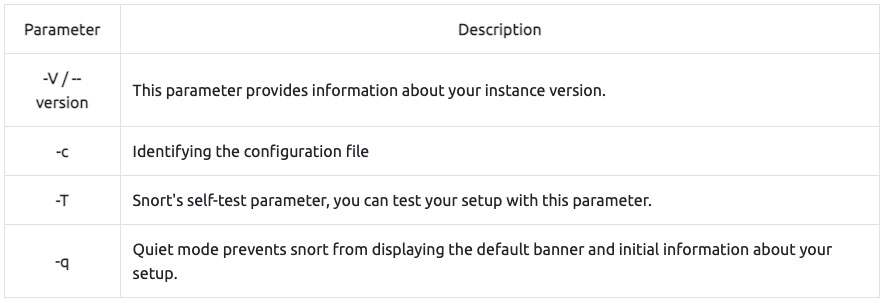 Parameter
Description
-V / --
version
This parameter provides information about your instance version.
-c
Identifying the configuration file
-T
Snort's self-test parameter, you can test your setup with this parameter.
-q
Quiet mode prevents snort from displaying the default banner and initial information about your
setup.